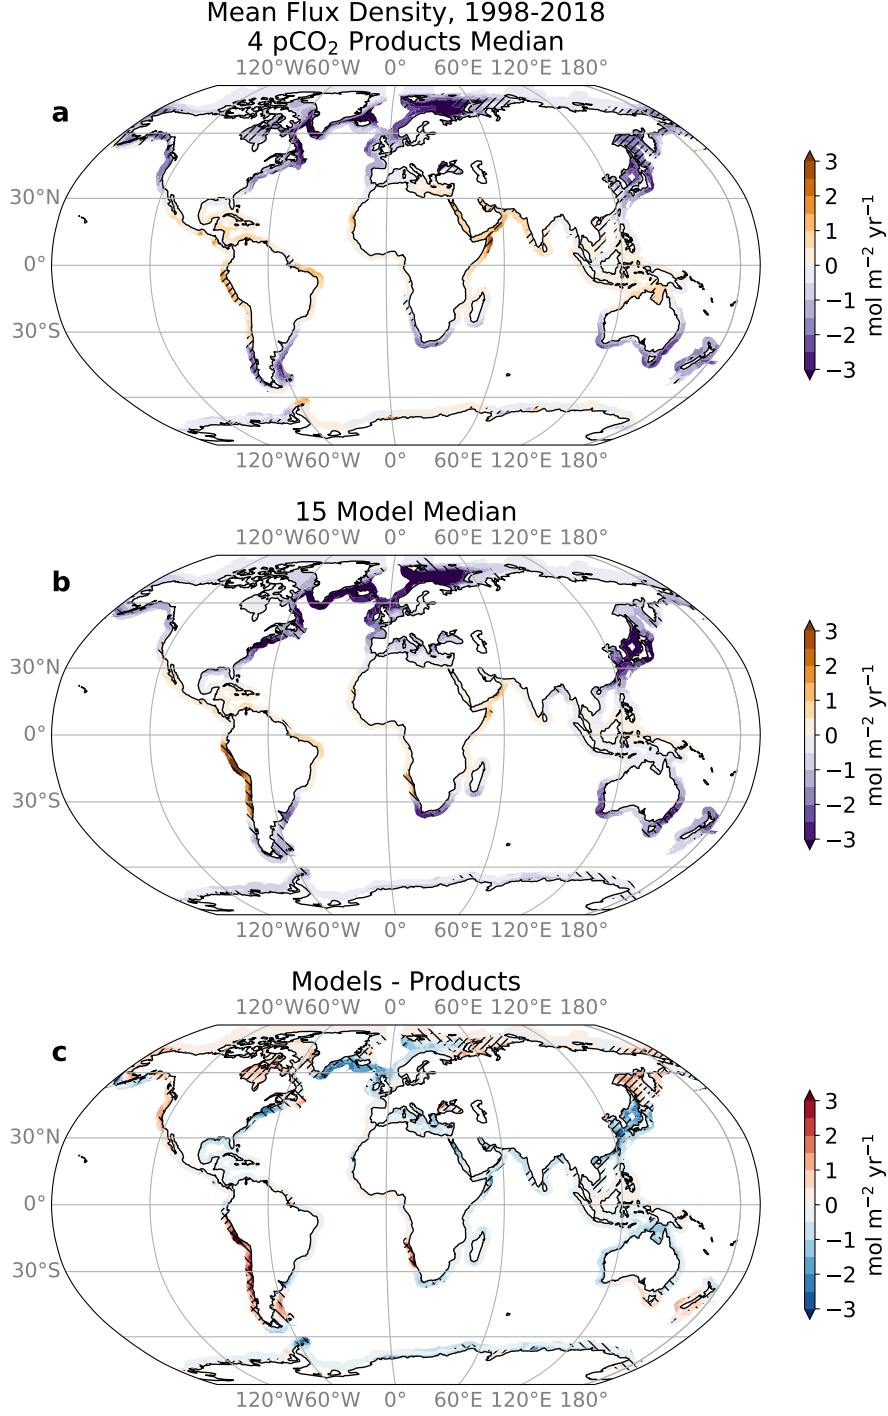 Mean Flux Density, 1998-2018
4 pCO₂ Products Median
120°W60°W 0° 60°E 120°E 180°
a
30°N
0°
30°S
120°W60°W 0° 60°E 120°E 180°
3
2
1
0
−1
−2
−3
mol m⁻² yr⁻¹
15 Model Median
120°W60°W 0° 60°E 120°E 180°
b
30°N
0°
30°S
120°W60°W 0° 60°E 120°E 180°
3
2
1
0
−1
−2
−3
mol m⁻² yr⁻¹
Models - Products
120°W60°W 0° 60°E 120°E 180°
c
30°N
0°
30°S
120°W60°W 0° 60°E 120°E 180°
3
2
1
0
−1
−2
−3
mol m⁻² yr⁻¹